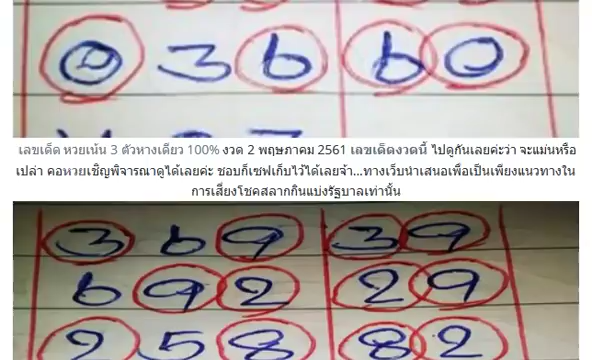 0 3 6 6 0
เลขเด็ด หวยเน้น 3 ตัวหางเดียว 100% งวด 2 พฤษภาคม 2561 เลขเด็ดงวดนี้ ไปดูกันเลยค่ะว่า จะแม่นหรือ
เปล่า คอหวยเชิญพิจารณาดูได้เลยค่ะ ชอบก็เซฟเก็บไว้ได้เลยจ้า...ทางเว็บนำเสนอเพื่อเป็นเพียงแนวทางใน
การเสี่ยงโชคสลากกินแบ่งรัฐบาลเท่านั้น
3 6 9 3 9
6 9 2 2 9
2 5 8 8 2